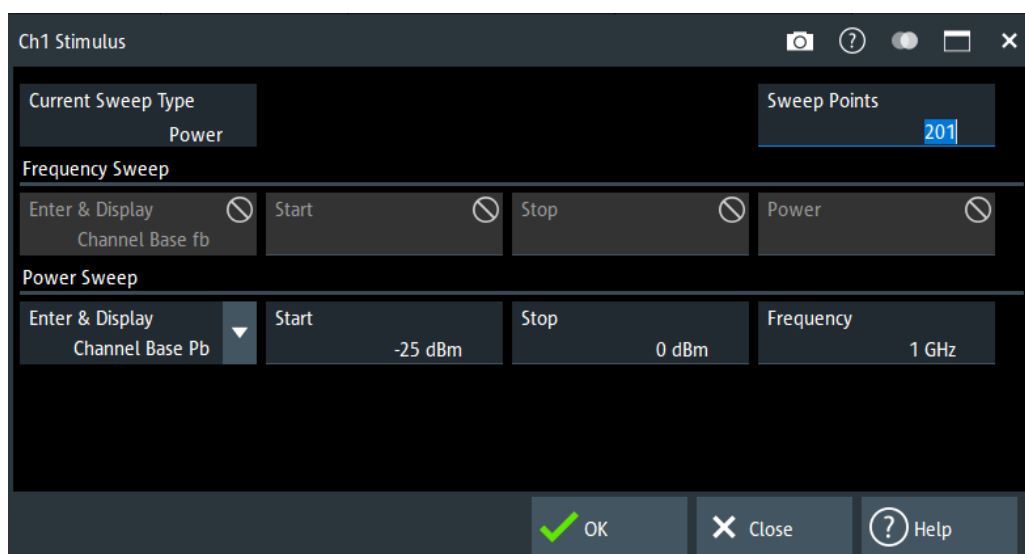 Ch1 Stimulus
Current Sweep Type
Power
Sweep Points
201
Frequency Sweep
Enter & Display
Channel Base fb
Start
Stop
Power
Power Sweep
Enter & Display
Channel Base Pb
Start
-25 dBm
Stop
0 dBm
Frequency
1 GHz
OK
Close
? Help